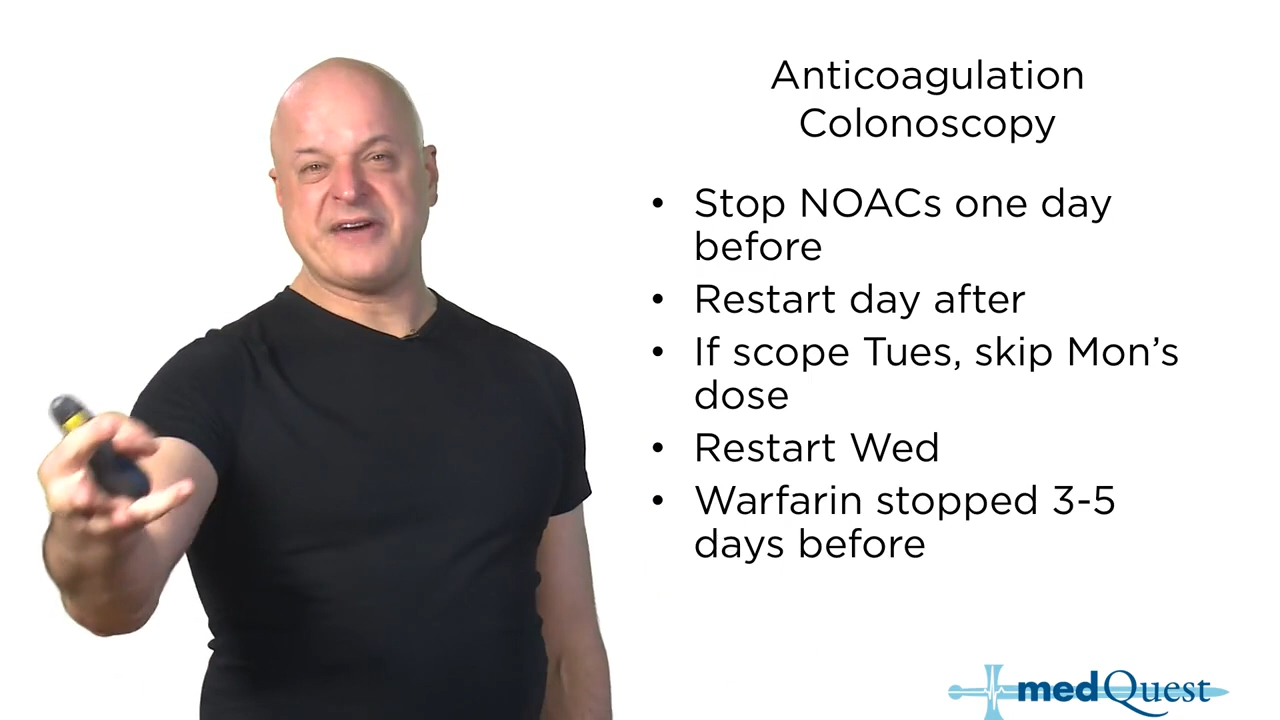 Anticoagulation
Colonoscopy
• Stop NOACs one day
before
• Restart day after
• If scope Tues, skip Mon’s
dose
• Restart Wed
• Warfarin stopped 3-5
days before
medQuest